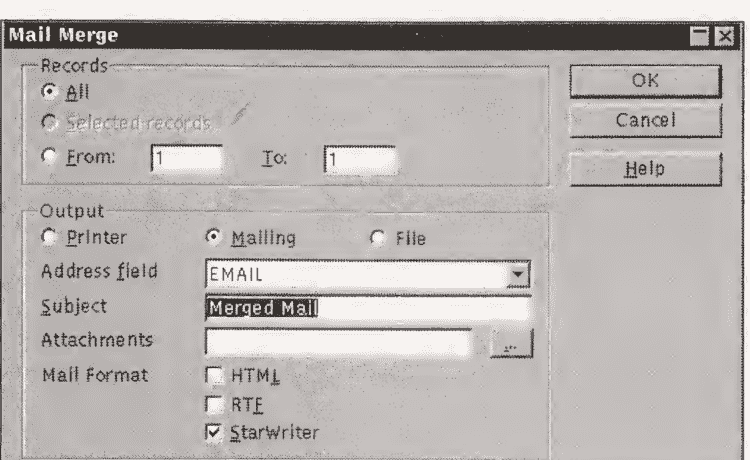 Mail Merge
Records
All
Selected records
From: 1 To: 1
OK
Cancel
Help
Output
Printer Mailing File
Address field EMAIL
Subject Merged Mail
Attachments ...
Mail Format HTML
RTF
StarWriter